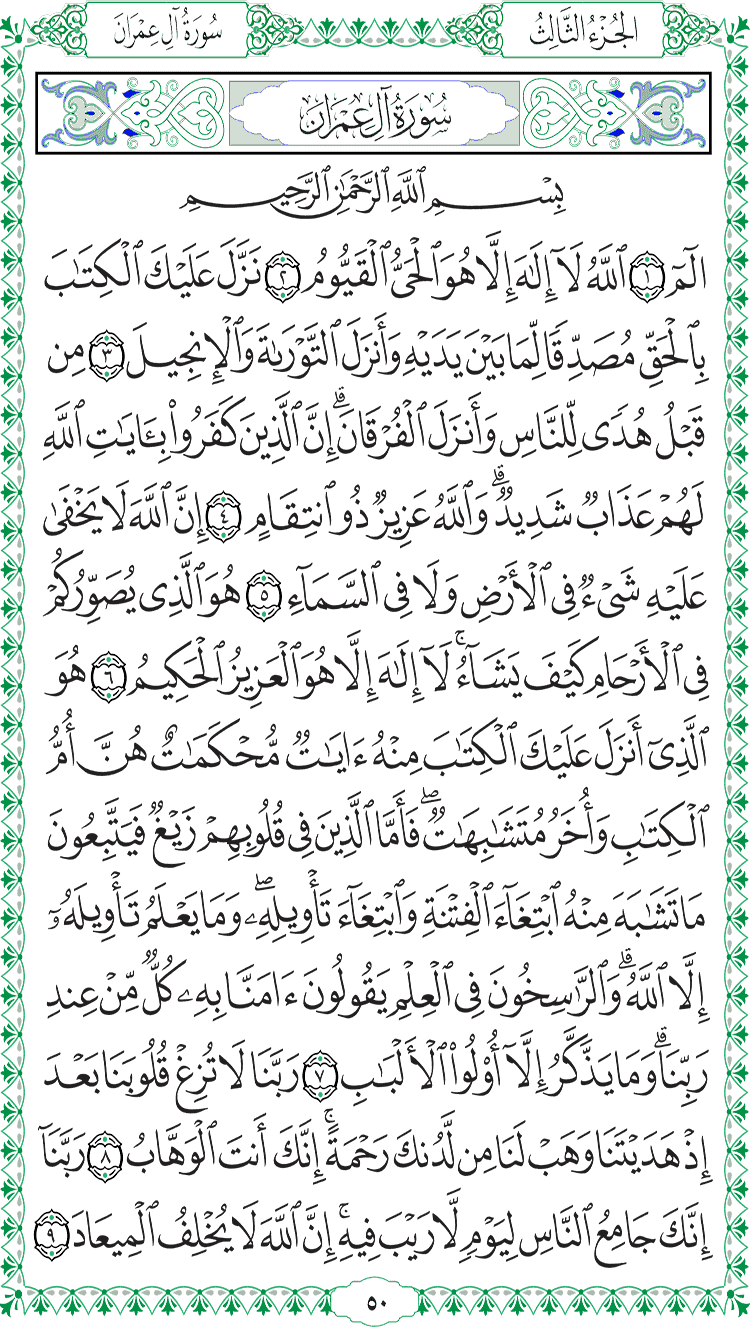 سُورَةُ آلِ عِمۡرَانَ
الجُزۡءُ الثَّالِثُ
سُورَةُ آلِ عِمۡرَانَ
بِسۡمِ ٱللَّهِ ٱلرَّحۡمَٰنِ ٱلرَّحِيمِ
الٓمٓ ١ ٱللَّهُ لَآ إِلَٰهَ إِلَّا هُوَ ٱلۡحَيُّ ٱلۡقَيُّومُ ٢ نَزَّلَ عَلَيۡكَ ٱلۡكِتَٰبَ
بِٱلۡحَقِّ مُصَدِّقٗا لِّمَا بَيۡنَ يَدَيۡهِ وَأَنزَلَ ٱلتَّوۡرَىٰةَ وَٱلۡإِنجِيلَ ٣ مِن
قَبۡلُ هُدٗى لِّلنَّاسِ وَأَنزَلَ ٱلۡفُرۡقَانَۗ إِنَّ ٱلَّذِينَ كَفَرُواْ بِـَٔايَٰتِ ٱللَّهِ
لَهُمۡ عَذَابٞ شَدِيدٞۗ وَٱللَّهُ عَزِيزٞ ذُو ٱنتِقَامٍ ٤ إِنَّ ٱللَّهَ لَا يَخۡفَىٰ
عَلَيۡهِ شَيۡءٞ فِي ٱلۡأَرۡضِ وَلَا فِي ٱلسَّمَآءِ ٥ هُوَ ٱلَّذِي يُصَوِّرُكُمۡ
فِي ٱلۡأَرۡحَامِ كَيۡفَ يَشَآءُۚ لَآ إِلَٰهَ إِلَّا هُوَ ٱلۡعَزِيزُ ٱلۡحَكِيمُ ٦ هُوَ
ٱلَّذِيٓ أَنزَلَ عَلَيۡكَ ٱلۡكِتَٰبَ مِنۡهُ ءَايَٰتٞ مُّحۡكَمَٰتٌ هُنَّ أُمُّ
ٱلۡكِتَٰبِ وَأُخَرُ مُتَشَٰبِهَٰتٞۖ فَأَمَّا ٱلَّذِينَ فِي قُلُوبِهِمۡ زَيۡغٞ فَيَتَّبِعُونَ
مَا تَشَٰبَهَ مِنۡهُ ٱبۡتِغَآءَ ٱلۡفِتۡنَةِ وَٱبۡتِغَآءَ تَأۡوِيلِهِۦۖ وَمَا يَعۡلَمُ تَأۡوِيلَهُۥٓ
إِلَّا ٱللَّهُۗ وَٱلرَّٰسِخُونَ فِي ٱلۡعِلۡمِ يَقُولُونَ ءَامَنَّا بِهِۦ كُلّٞ مِّنۡ عِندِ
رَبِّنَاۗ وَمَا يَذَّكَّرُ إِلَّآ أُوْلُواْ ٱلۡأَلۡبَٰبِ ٧ رَبَّنَا لَا تُزِغۡ قُلُوبَنَا بَعۡدَ
إِذۡ هَدَيۡتَنَا وَهَبۡ لَنَا مِن لَّدُنكَ رَحۡمَةًۚ إِنَّكَ أَنتَ ٱلۡوَهَّابُ ٨ رَبَّنَآ
إِنَّكَ جَامِعُ ٱلنَّاسِ لِيَوۡمٖ لَّا رَيۡبَ فِيهِۚ إِنَّ ٱللَّهَ لَا يُخۡلِفُ ٱلۡمِيعَادَ ٩
٥٠